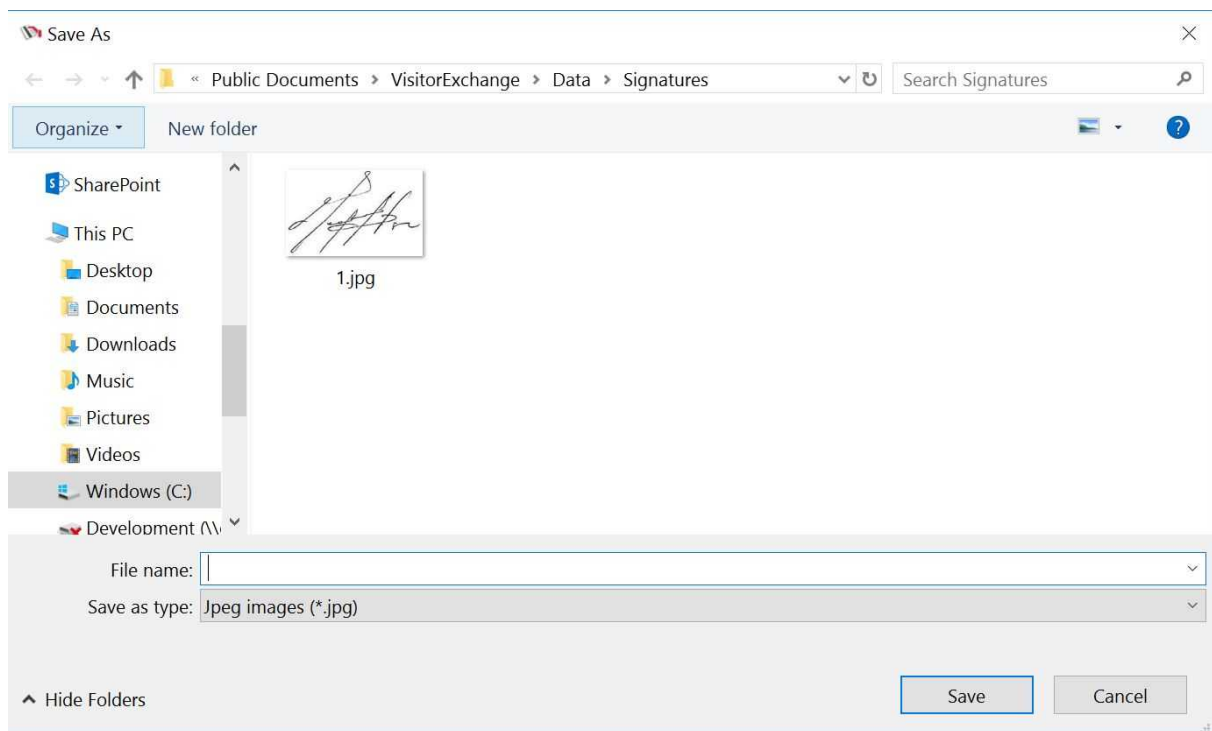 Save As
« Public Documents > VisitorExchange > Data > Signatures
Search Signatures
Organize
New folder
?
SharePoint
This PC
Desktop
Documents
Downloads
Music
Pictures
Videos
Windows (C:)
Development (\\
1.jpg
File name:
Save as type: Jpeg images (*.jpg)
Hide Folders
Save
Cancel